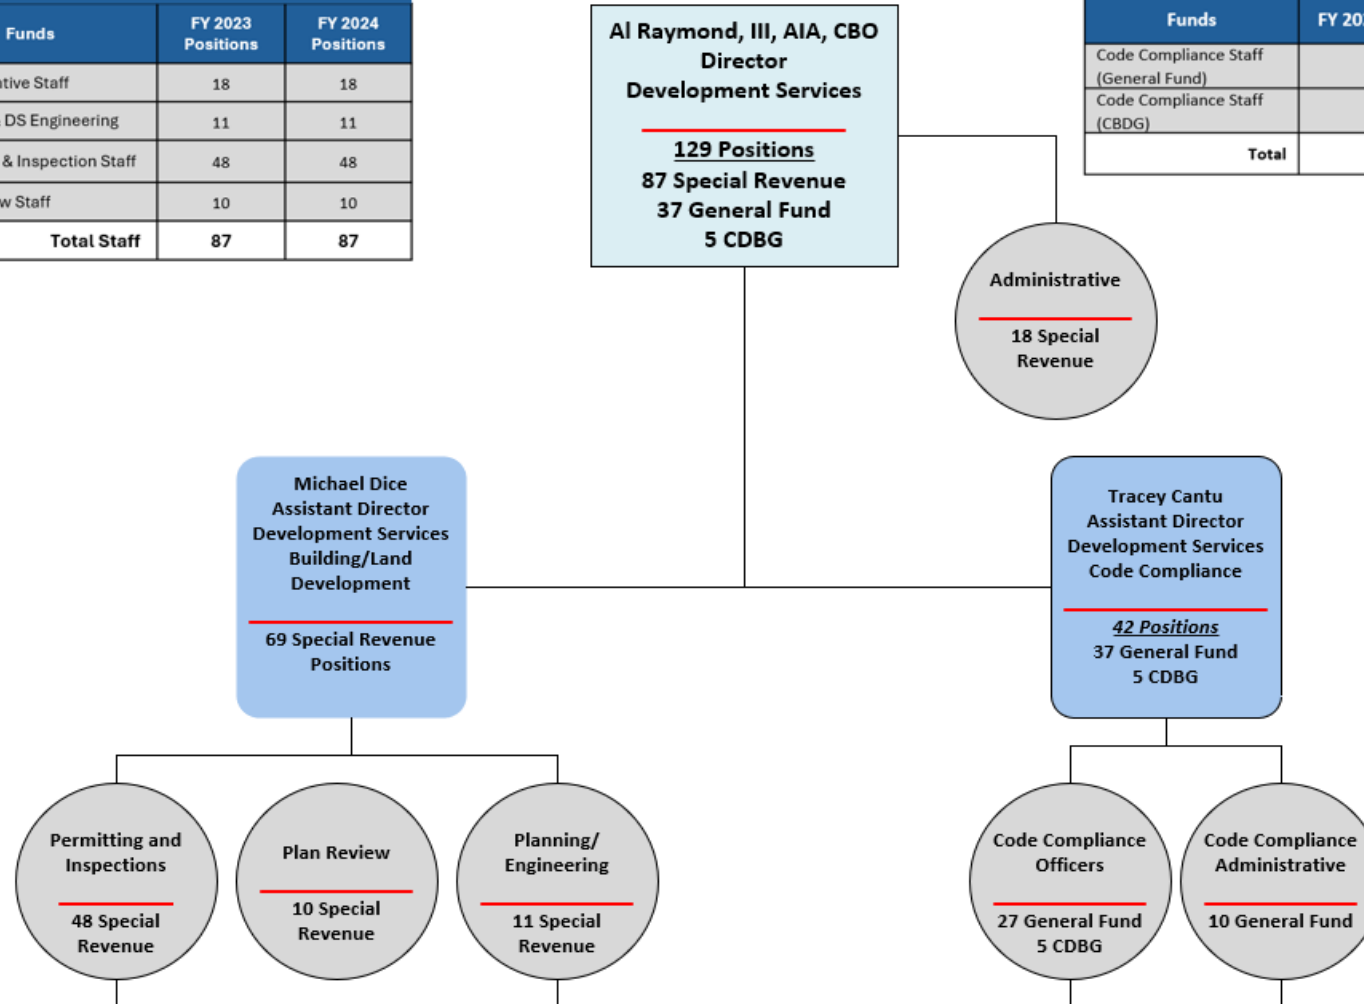 Funds
FY 2023
Positions
FY 2024
Positions
Staff
18
18
DS Engineering
11
11
& Inspection Staff
48
48
Staff
10
10
Total Staff
87
87
Al Raymond, III, AIA, CBO
Director
Development Services
129 Positions
87 Special Revenue
37 General Fund
5 CDBG
Funds
FY
Code Compliance Staff
(General Fund)
Code Compliance Staff
(CBDG)
Total
Administrative
18 Special
Revenue
Michael Dice
Assistant Director
Development Services
Building/Land
Development
69 Special Revenue
Positions
Tracey Cantu
Assistant Director
Development Services
Code Compliance
42 Positions
37 General Fund
5 CDBG
Permitting and
Inspections
48 Special
Revenue
Plan Review
10 Special
Revenue
Planning/
Engineering
11 Special
Revenue
Code Compliance
Officers
27 General Fund
5 CDBG
Code Compliance
Administrative
10 General Fund